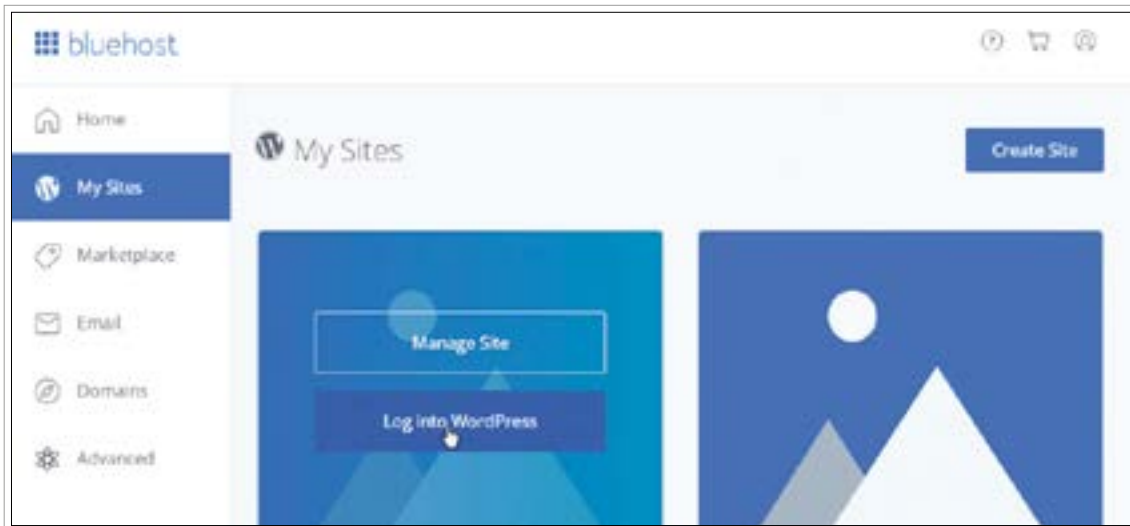 bluehost
Home
My Sites
Marketplace
Email
Domains
Advanced
My Sites
Create Site
Manage Site
Log into WordPress